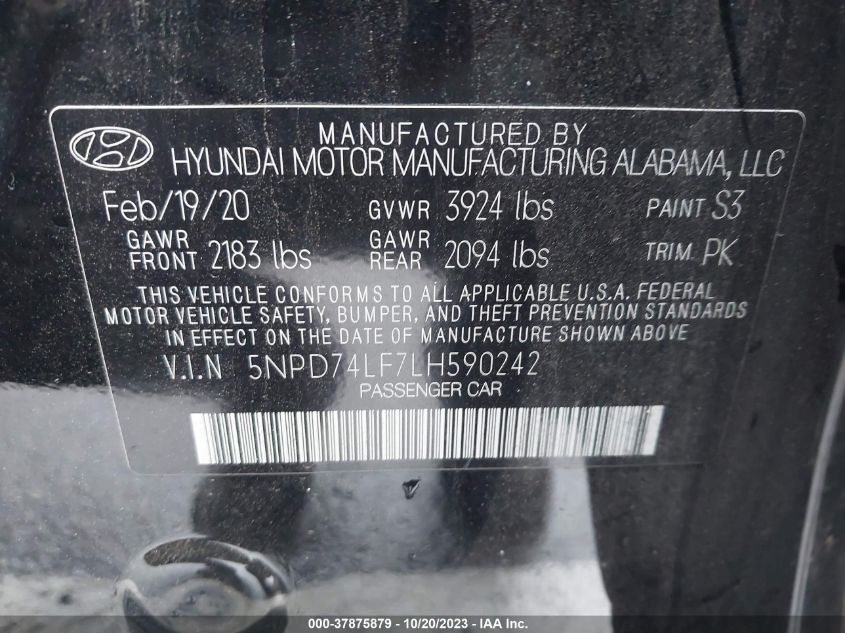 MANUFACTURED BY
HYUNDAI MOTOR MANUFACTURING ALABAMA, LLC
Feb/19/20 GVWR 3924 lbs PAINT S3
GAWR FRONT 2183 lbs GAWR REAR 2094 lbs TRIM PK
THIS VEHICLE CONFORMS TO ALL APPLICABLE U.S.A. FEDERAL
MOTOR VEHICLE SAFETY, BUMPER, AND THEFT PREVENTION STANDARDS
IN EFFECT ON THE DATE OF MANUFACTURE SHOWN ABOVE
V.I.N 5NPD74LF7LH590242
PASSENGER CAR
000-37875879 - 10/20/2023 - IAA Inc.